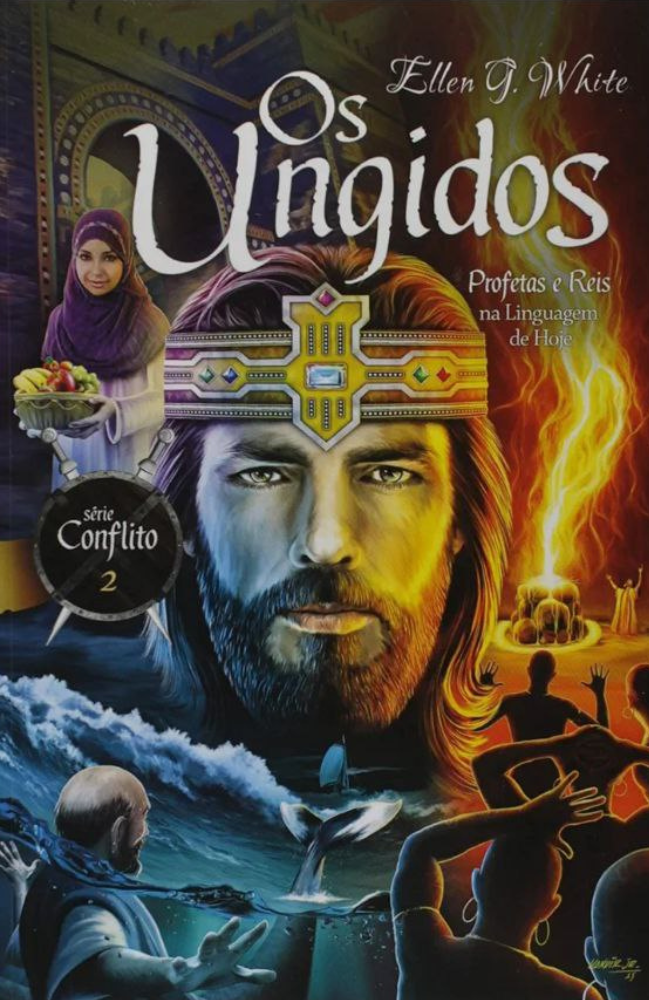 Ellen G. White
Os
Ungidos
Profetas e Reis
na Linguagem
de Hoje
série
Conflito
2